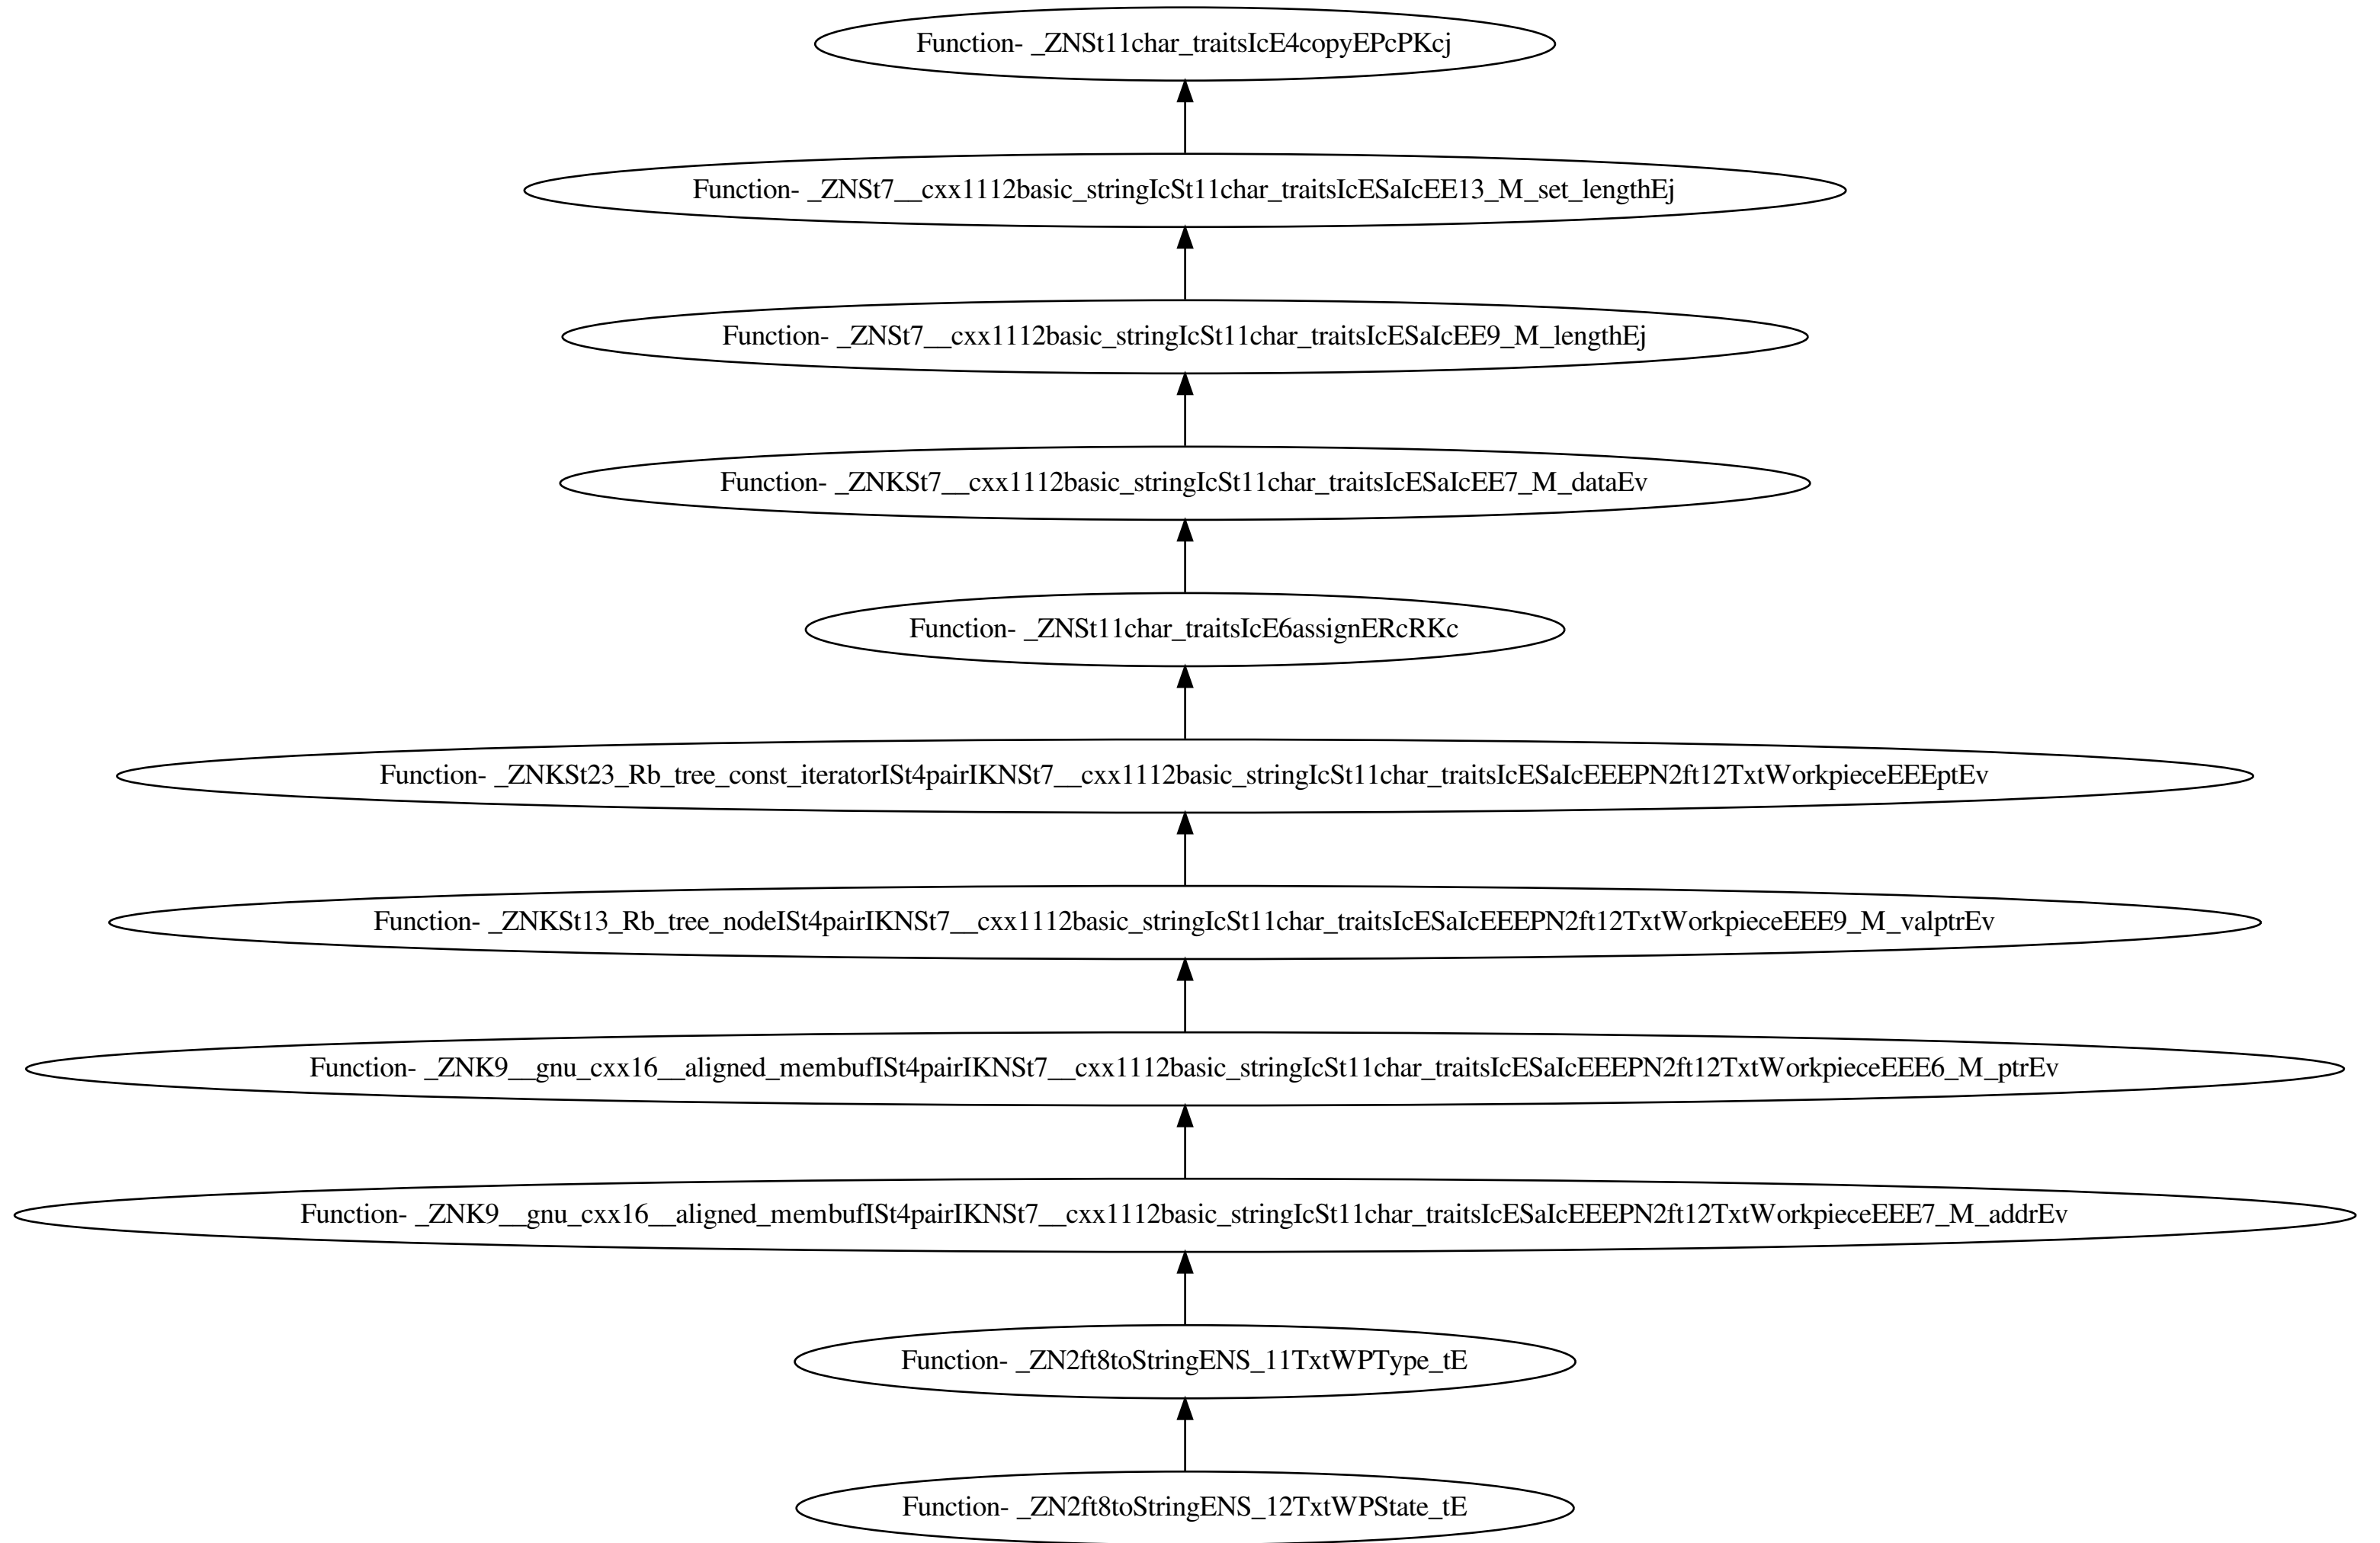 Function- _ZNSt11char_traitsIcE4copyEPcPKcj
Function- _ZNSt7__cxx1112basic_stringIcSt11char_traitsIcESaIcEE13_M_set_lengthEj
Function- _ZNSt7__cxx1112basic_stringIcSt11char_traitsIcESaIcEE9_M_lengthEj
Function- _ZNKSt7__cxx1112basic_stringIcSt11char_traitsIcESaIcEE7_M_dataEv
Function- _ZNSt11char_traitsIcE6assignERcRKc
Function- _ZNKSt23_Rb_tree_const_iteratorISt4pairIKNSt7__cxx1112basic_stringIcSt11char_traitsIcESaIcEEEPN2ft12TxtWorkpieceEEEptEv
Function- _ZNKSt13_Rb_tree_nodeISt4pairIKNSt7__cxx1112basic_stringIcSt11char_traitsIcESaIcEEEPN2ft12TxtWorkpieceEEE9_M_valptrEv
Function- _ZNK9__gnu_cxx16__aligned_membufISt4pairIKNSt7__cxx1112basic_stringIcSt11char_traitsIcESaIcEEEPN2ft12TxtWorkpieceEEE6_M_ptrEv
Function- _ZNK9__gnu_cxx16__aligned_membufISt4pairIKNSt7__cxx1112basic_stringIcSt11char_traitsIcESaIcEEEPN2ft12TxtWorkpieceEEE7_M_addrEv
Function- _ZN2ft8toStringENS_11TxtWPType_tE
Function- _ZN2ft8toStringENS_12TxtWPState_tE